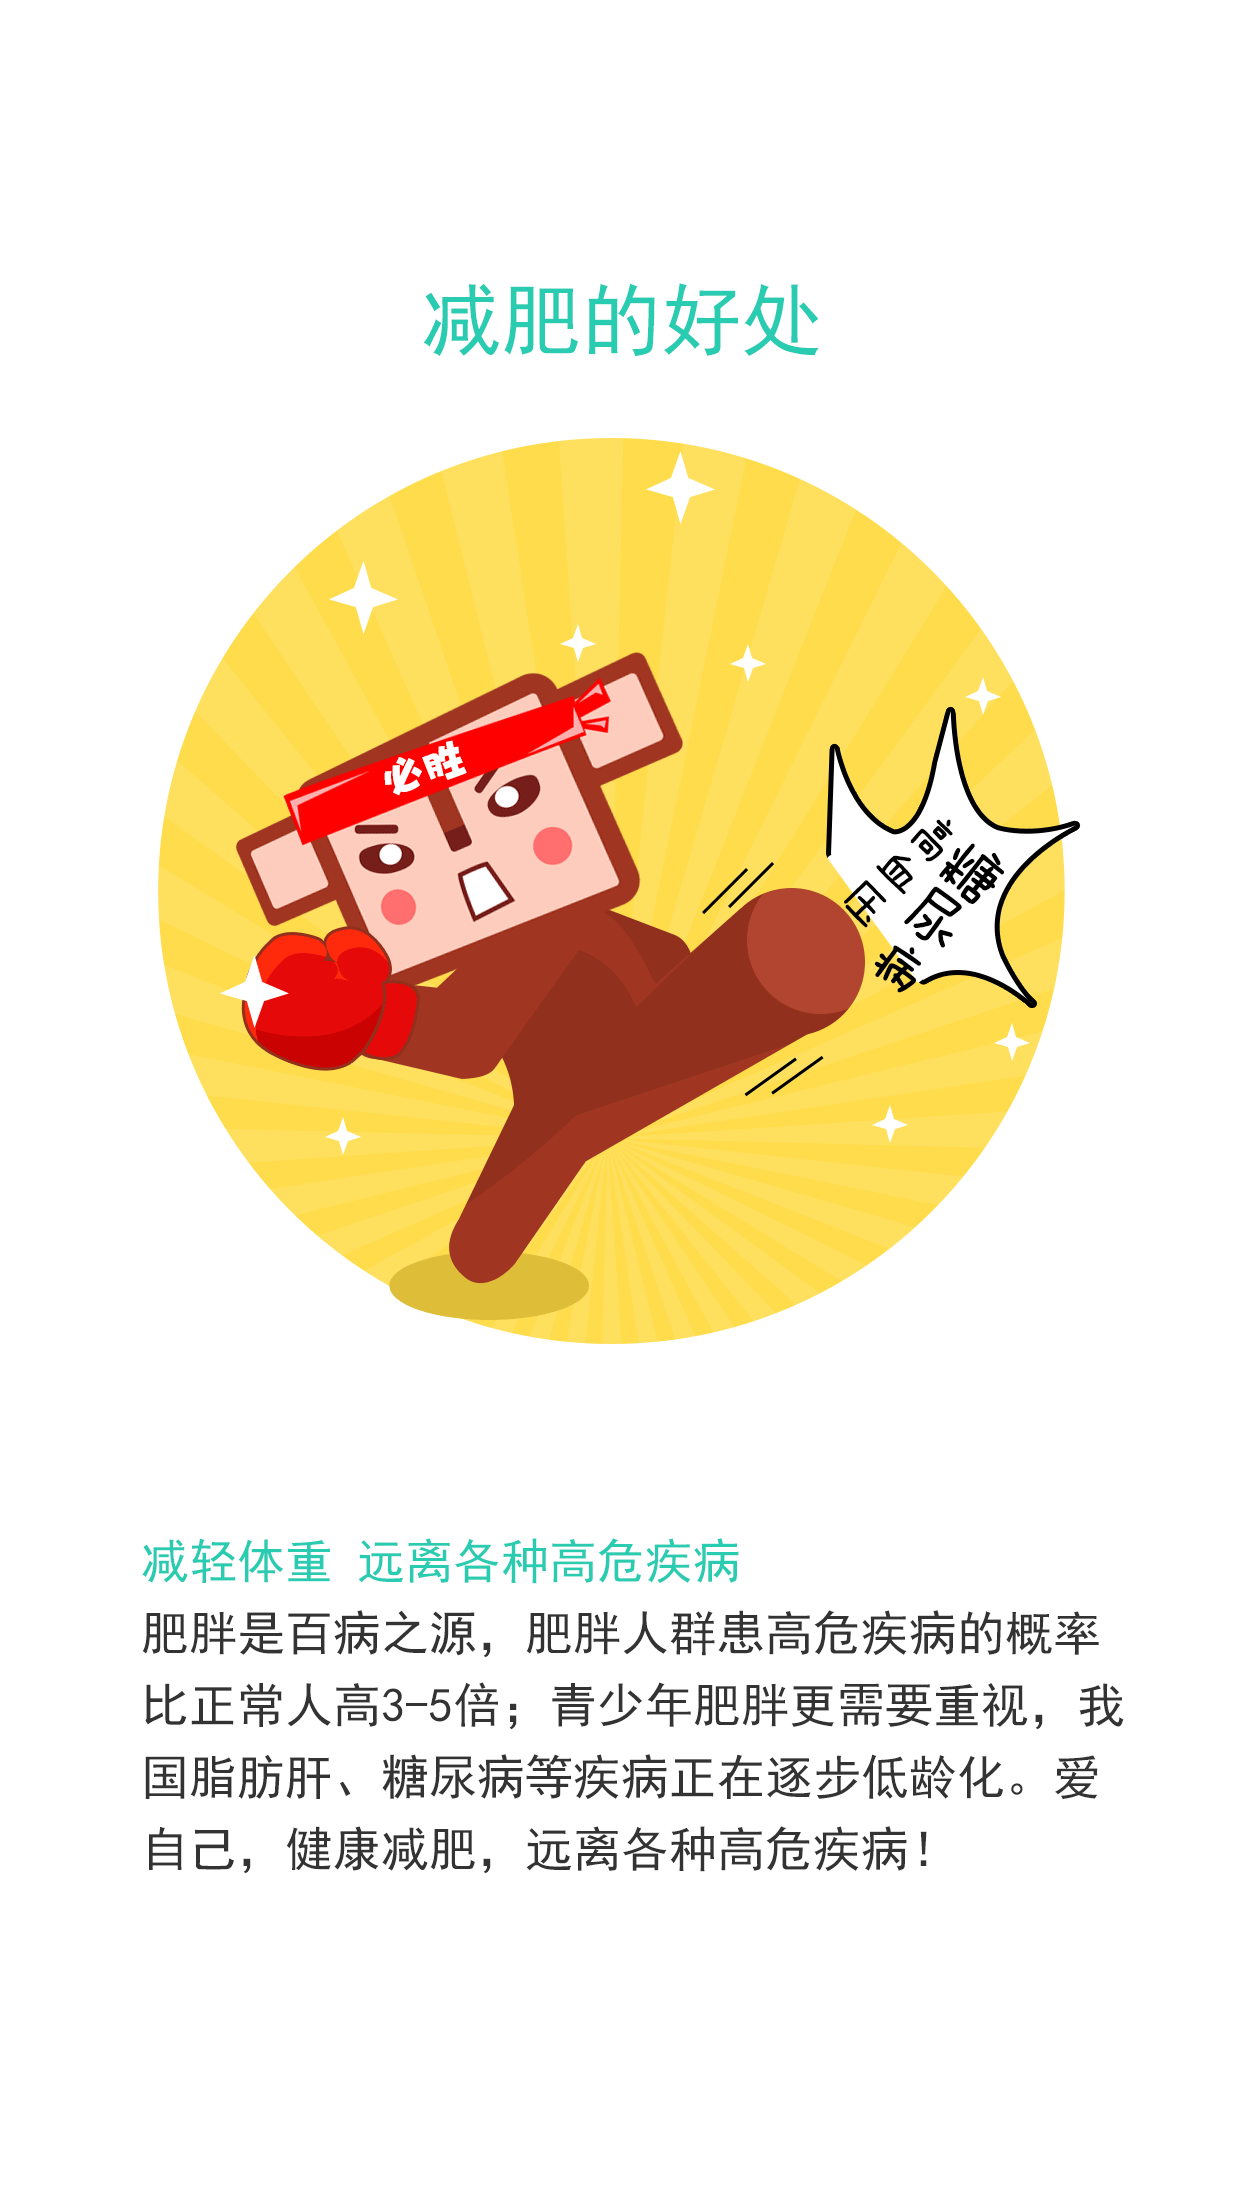 减肥的好处
必胜
高血压
糖尿病
减轻体重 远离各种高危疾病
肥胖是百病之源，肥胖人群患高危疾病的概率
比正常人高3-5倍；青少年肥胖更需要重视，我
国脂肪肝、糖尿病等疾病正在逐步低龄化。爱
自己，健康减肥，远离各种高危疾病！